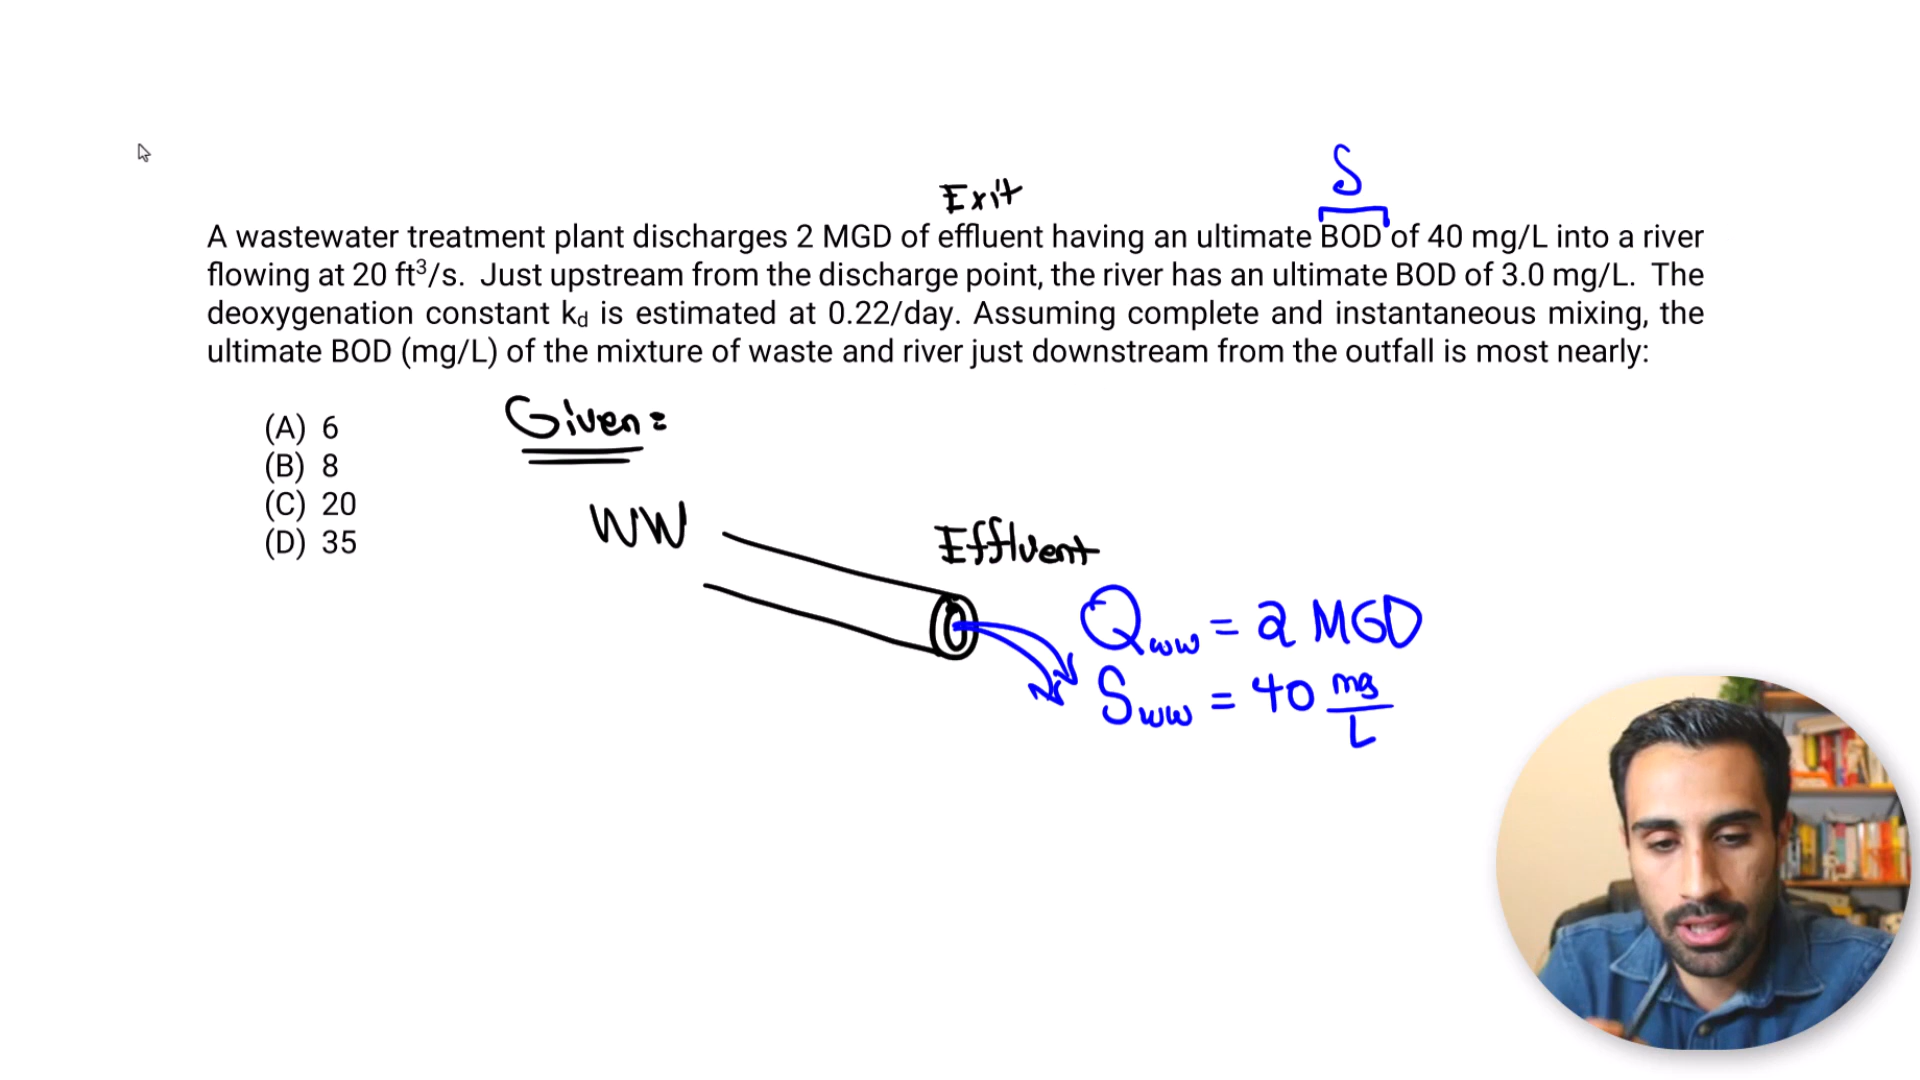 S
Exit
A wastewater treatment plant discharges 2 MGD of effluent having an ultimate BOD of 40 mg/L into a river
flowing at 20 ft³/s. Just upstream from the discharge point, the river has an ultimate BOD of 3.0 mg/L. The
deoxygenation constant kd is estimated at 0.22/day. Assuming complete and instantaneous mixing, the
ultimate BOD (mg/L) of the mixture of waste and river just downstream from the outfall is most nearly:
(A) 6
(B) 8
(C) 20
(D) 35
Given:
WW
Effluent
Qww = 2 MGD
Sww = 40 mg/L